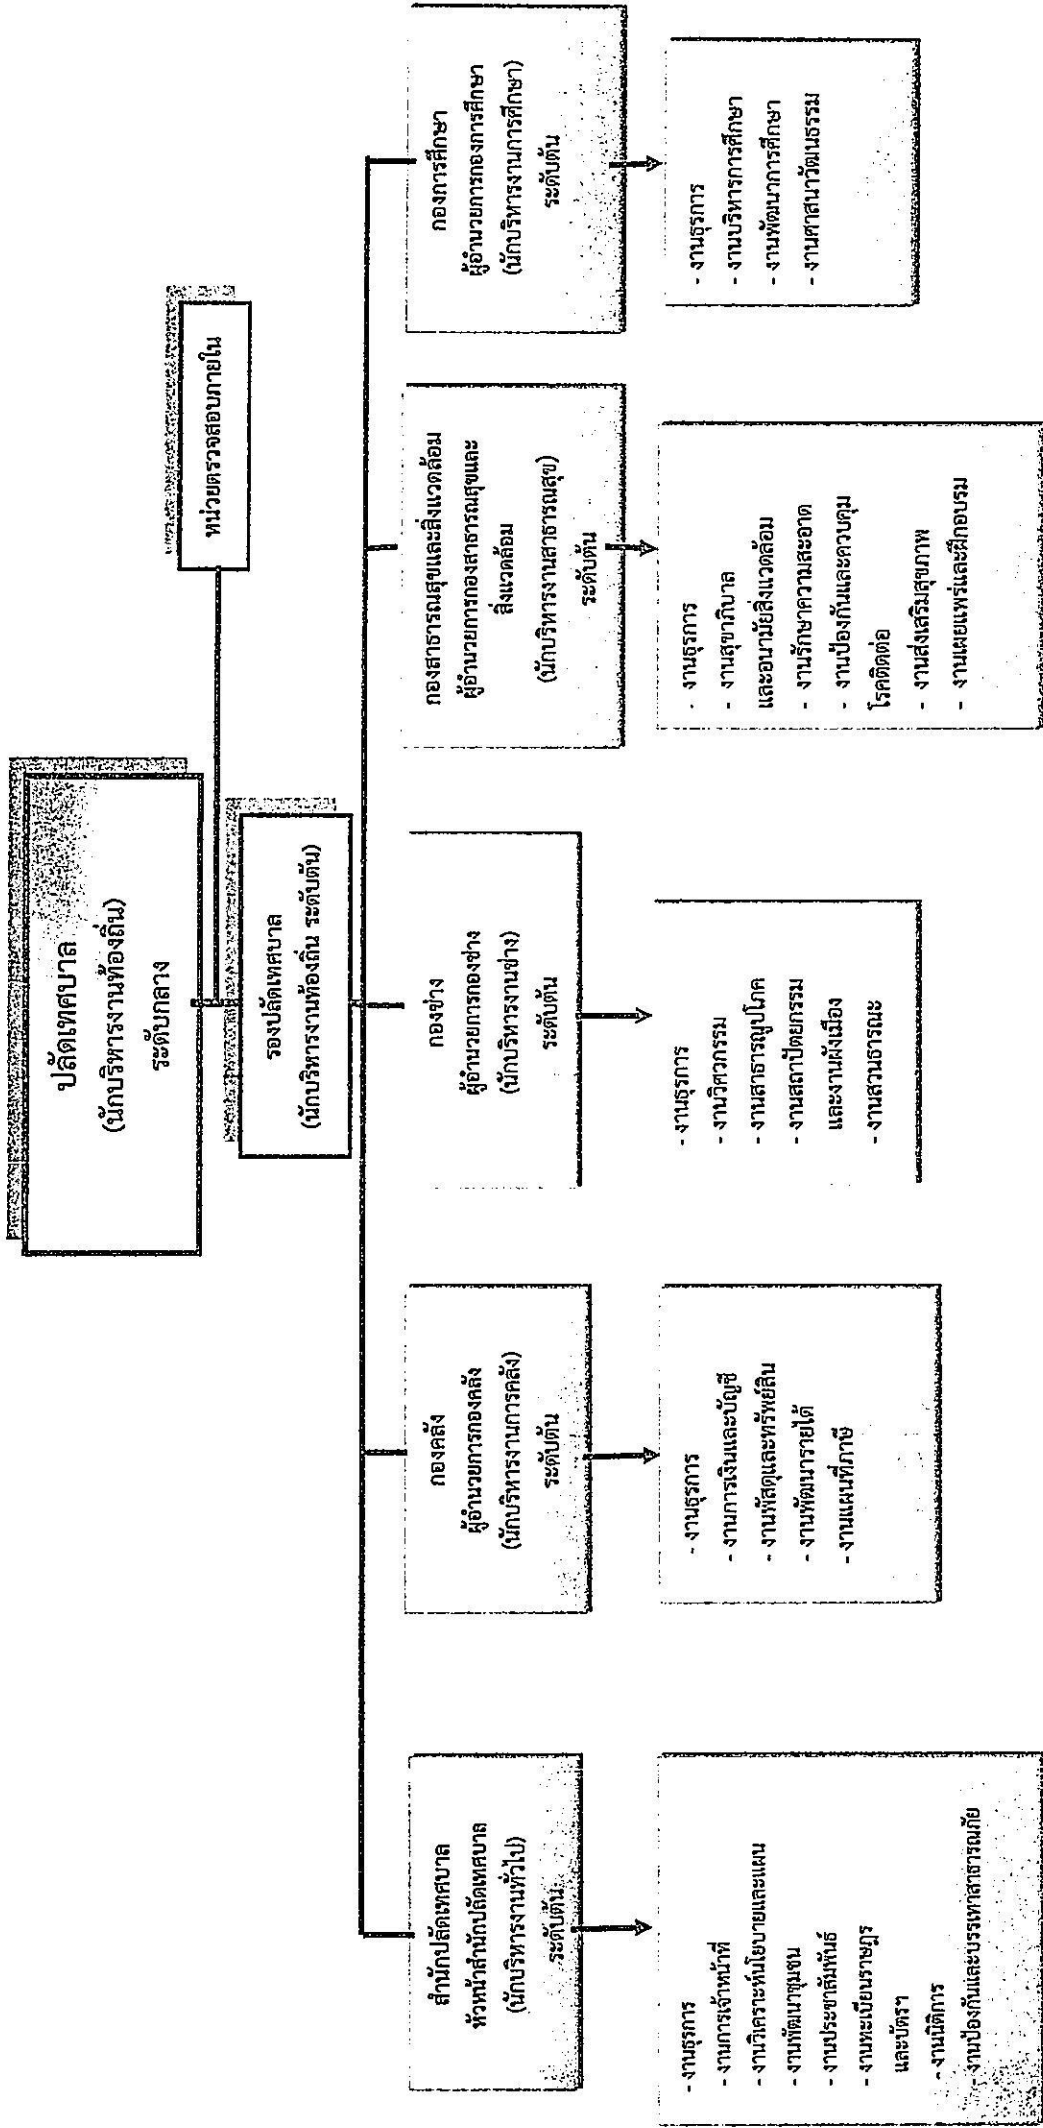 ปลัดเทศบาล
(นักบริหารงานท้องถิ่น)
ระดับกลาง
หน่วยตรวจสอบภายใน
รองปลัดเทศบาล
(นักบริหารงานท้องถิ่น ระดับต้น)
สำนักปลัดเทศบาล
หัวหน้าสำนักปลัดเทศบาล
(นักบริหารงานทั่วไป)
ระดับต้น
- งานธุรการ
- งานการเจ้าหน้าที่
- งานวิเคราะห์นโยบายและแผน
- งานพัฒนาชุมชน
- งานประชาสัมพันธ์
- งานทะเบียนราษฎร
และบัตรฯ
- งานนิติการ
- งานป้องกันและบรรเทาสาธารณภัย
กองคลัง
ผู้อำนวยการกองคลัง
(นักบริหารงานการคลัง)
ระดับต้น
- งานธุรการ
- งานการเงินและบัญชี
- งานพัสดุและทรัพย์สิน
- งานพัฒนารายได้
- งานแผนที่ภาษี
กองช่าง
ผู้อำนวยการกองช่าง
(นักบริหารงานช่าง)
ระดับต้น
- งานธุรการ
- งานวิศวกรรม
- งานสาธารณูปโภค
- งานสถาปัตยกรรม
และงานผังเมือง
- งานสวนธารณะ
กองสาธารณสุขและสิ่งแวดล้อม
ผู้อำนวยการกองสาธารณสุขและ
สิ่งแวดล้อม
(นักบริหารงานสาธารณสุข)
ระดับต้น
- งานธุรการ
- งานสุขาภิบาล
และอนามัยสิ่งแวดล้อม
- งานรักษาความสะอาด
- งานป้องกันและควบคุม
โรคติดต่อ
- งานส่งเสริมสุขภาพ
- งานเผยแพร่และฝึกอบรม
กองการศึกษา
ผู้อำนวยการกองการศึกษา
(นักบริหารงานการศึกษา)
ระดับต้น
- งานธุรการ
- งานบริหารการศึกษา
- งานพัฒนาการศึกษา
- งานศาสนาวัฒนธรรม